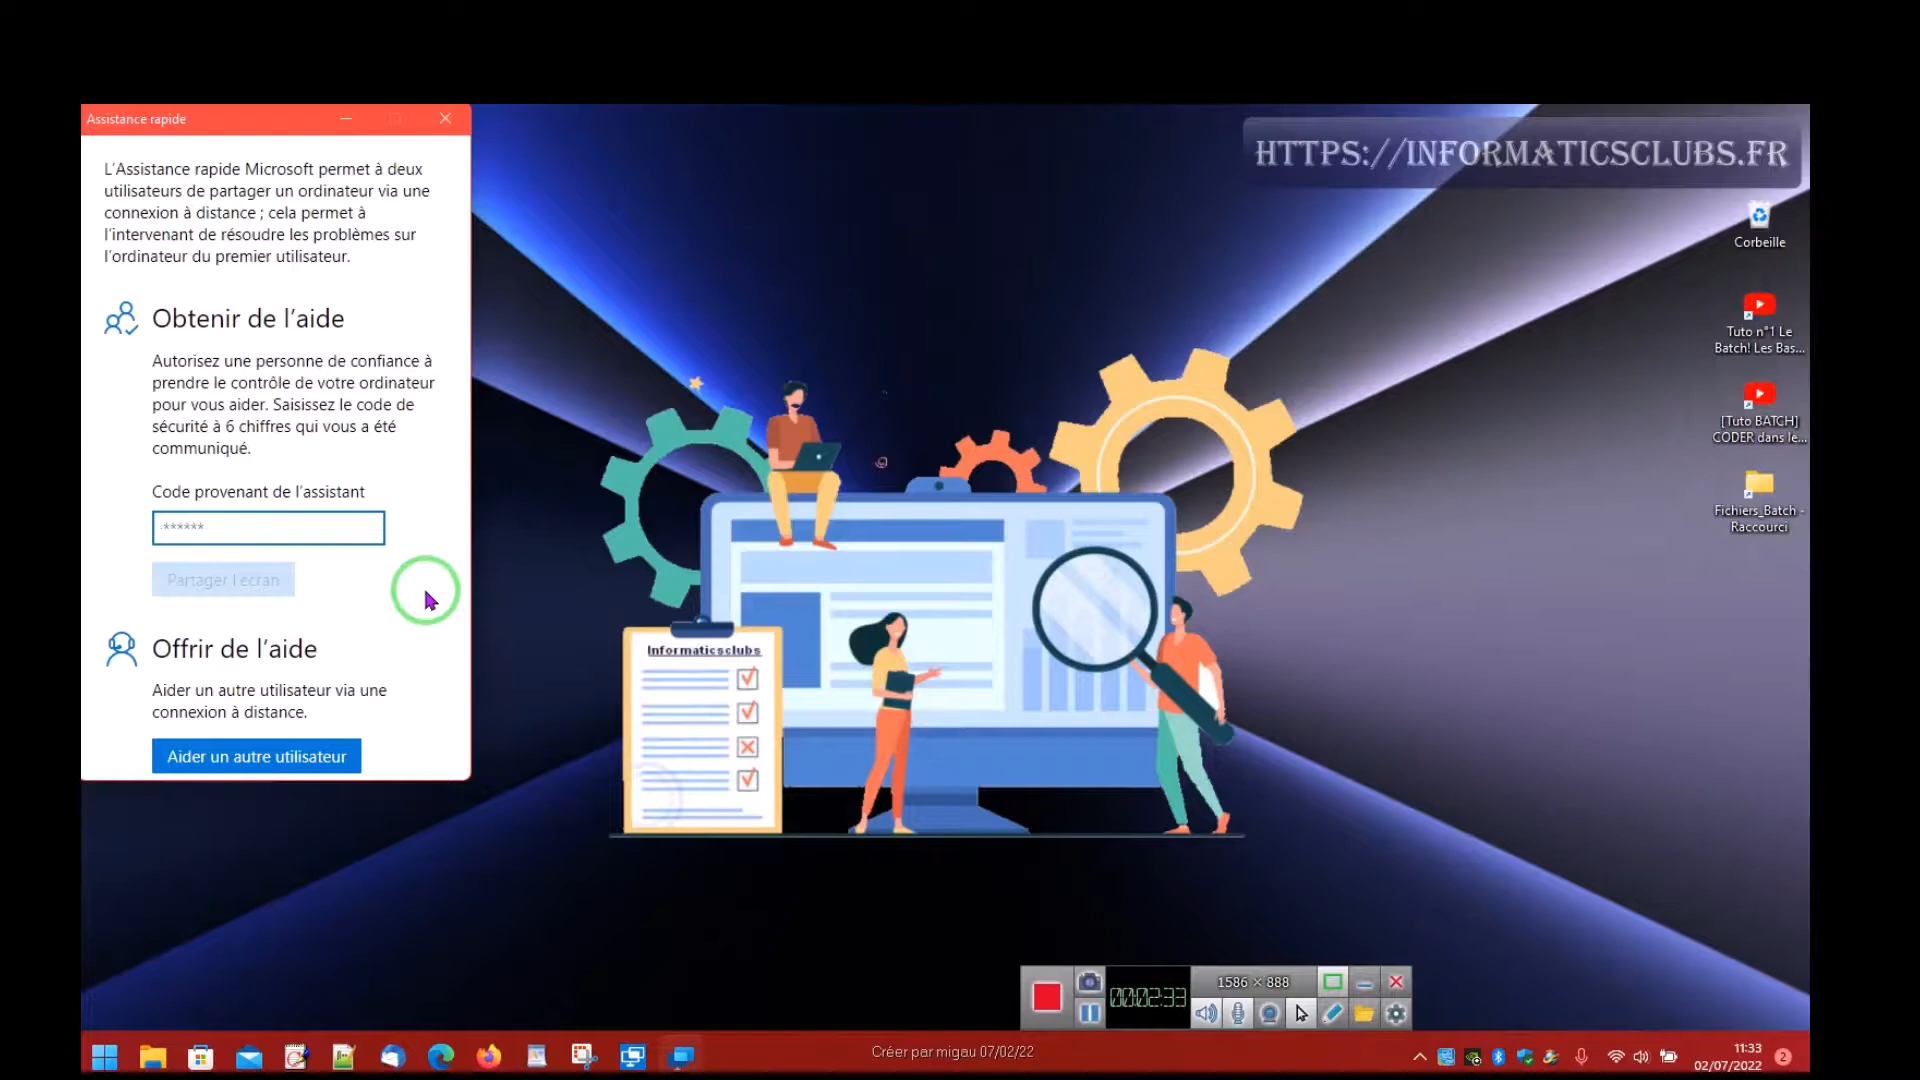 Assistance rapide
HTTPS://INFORMATICSCLUBS.FR
L'Assistance rapide Microsoft permet à deux
utilisateurs de partager un ordinateur via une
connexion à distance ; cela permet à
l'intervenant de résoudre les problèmes sur
l'ordinateur du premier utilisateur.
Obtenir de l'aide
Autorisez une personne de confiance à
prendre le contrôle de votre ordinateur
pour vous aider. Saisissez le code de
sécurité à 6 chiffres qui vous a été
communiqué.
Code provenant de l'assistant
******
Partager l'écran
Offrir de l'aide
Aider un autre utilisateur via une
connexion à distance.
Aider un autre utilisateur
Informaticsclubs
Corbeille
Tuto n°1 Le
Batch! Les Bas...
[Tuto BATCH]
CODER dans le...
Fichiers_Batch -
Raccourci
1586 × 888
00:02:33
Créer par migau 07/02/22
11:33
02/07/2022
2